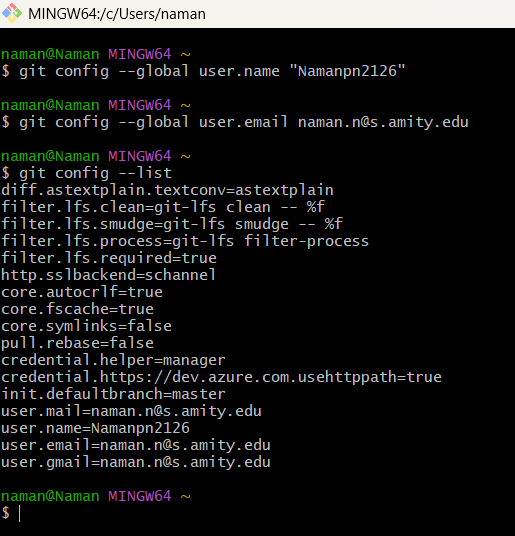 MINGW64:/c/Users/naman
naman@Naman MINGW64 ~
$ git config --global user.name "Namanpn2126"
naman@Naman MINGW64 ~
$ git config --global user.email naman.n@s.amity.edu
naman@Naman MINGW64 ~
$ git config --list
diff.astextplain.textconv=astextplain
filter.lfs.clean=git-lfs clean -- %f
filter.lfs.smudge=git-lfs smudge -- %f
filter.lfs.process=git-lfs filter-process
filter.lfs.required=true
http.sslbackend=schannel
core.autocrlf=true
core.fscache=true
core.symlinks=false
pull.rebase=false
credential.helper=manager
credential.https://dev.azure.com.usehttppath=true
init.defaultbranch=master
user.mail=naman.n@s.amity.edu
user.name=Namanpn2126
user.email=naman.n@s.amity.edu
user.gmail=naman.n@s.amity.edu
naman@Naman MINGW64 ~
$